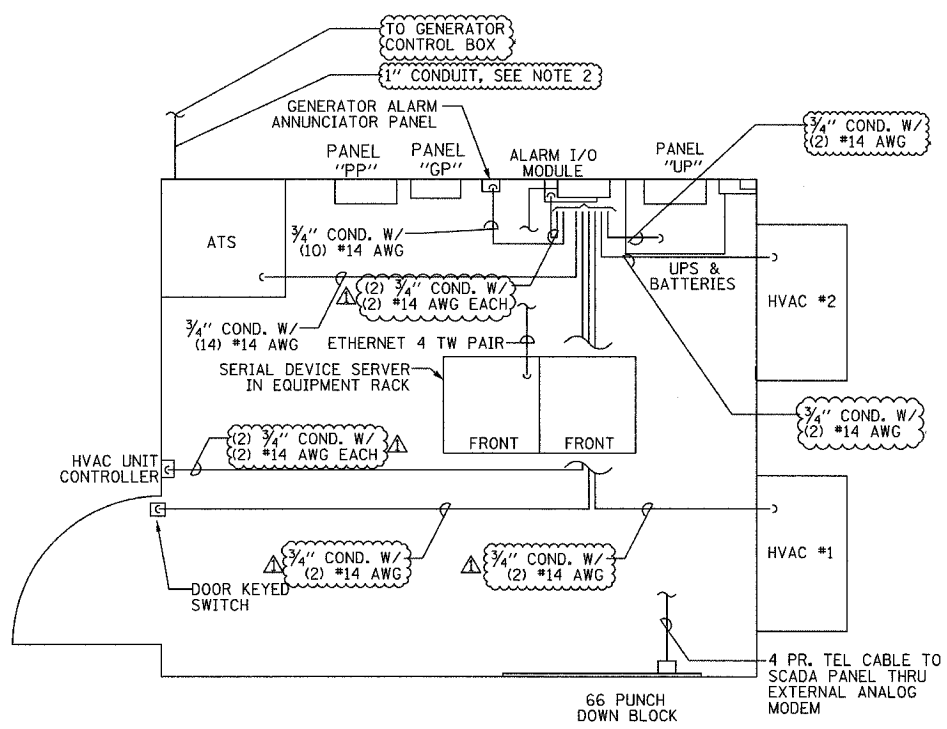 TO GENERATOR
CONTROL BOX
1" CONDUIT, SEE NOTE 2
GENERATOR ALARM
ANNUNCIATOR PANEL
3/4" COND. W/
(2) #14 AWG
PANEL
"PP"
PANEL
"GP"
ALARM I/O
MODULE
PANEL
"UP"
ATS
3/4" COND. W/
(10) #14 AWG
UPS &
BATTERIES
HVAC #2
(2) 3/4" COND. W/
(2) #14 AWG EACH
1
3/4" COND. W/
(14) #14 AWG
ETHERNET 4 TW PAIR
SERIAL DEVICE SERVER
IN EQUIPMENT RACK
FRONT
FRONT
3/4" COND. W/
(2) #14 AWG
(2) 3/4" COND. W/
(2) #14 AWG EACH
1
HVAC UNIT
CONTROLLER
1
3/4" COND. W/
(2) #14 AWG
1
3/4" COND. W/
(2) #14 AWG
HVAC #1
DOOR KEYED
SWITCH
4 PR. TEL CABLE TO
SCADA PANEL THRU
EXTERNAL ANALOG
MODEM
66 PUNCH
DOWN BLOCK